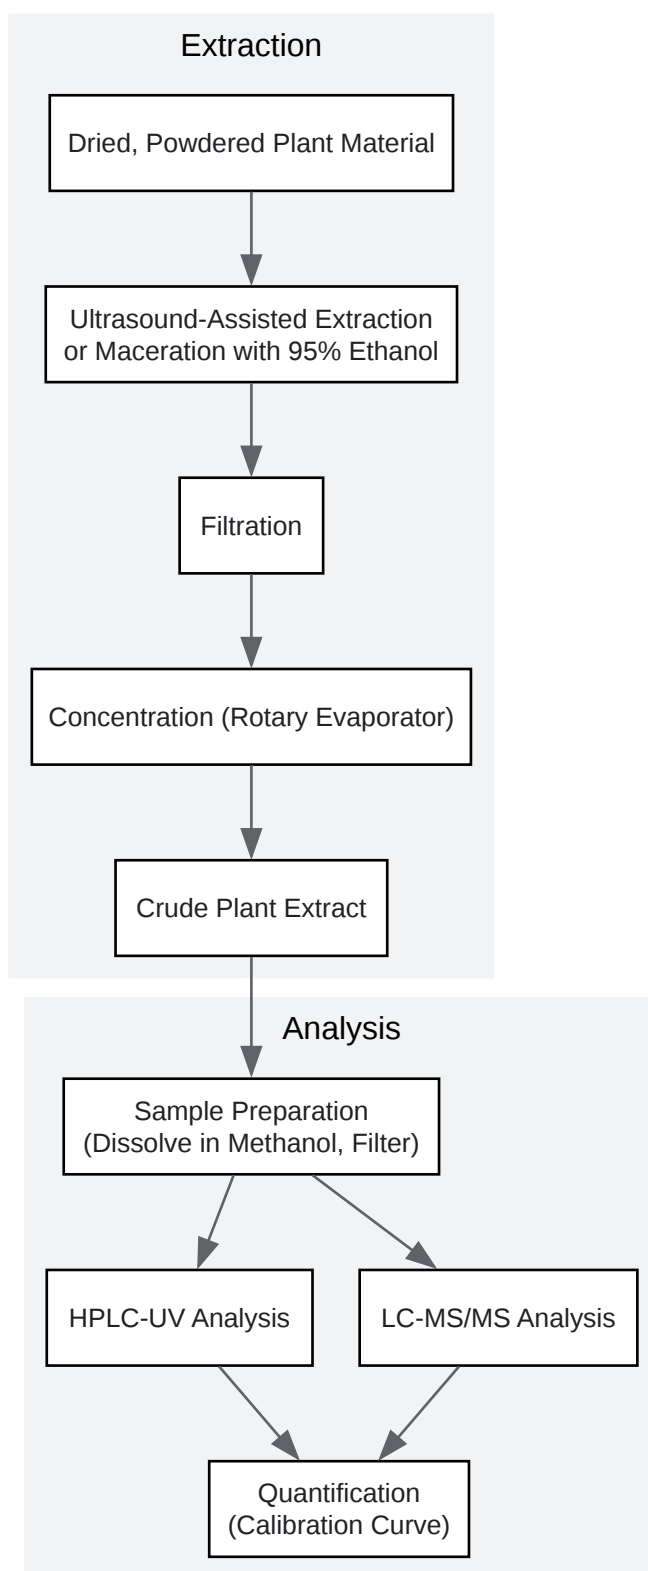 Extraction
Dried, Powdered Plant Material
Ultrasound-Assisted Extraction
or Maceration with 95% Ethanol
Filtration
Concentration (Rotary Evaporator)
Crude Plant Extract
Analysis
Sample Preparation
(Dissolve in Methanol, Filter)
HPLC-UV Analysis
LC-MS/MS Analysis
Quantification
(Calibration Curve)